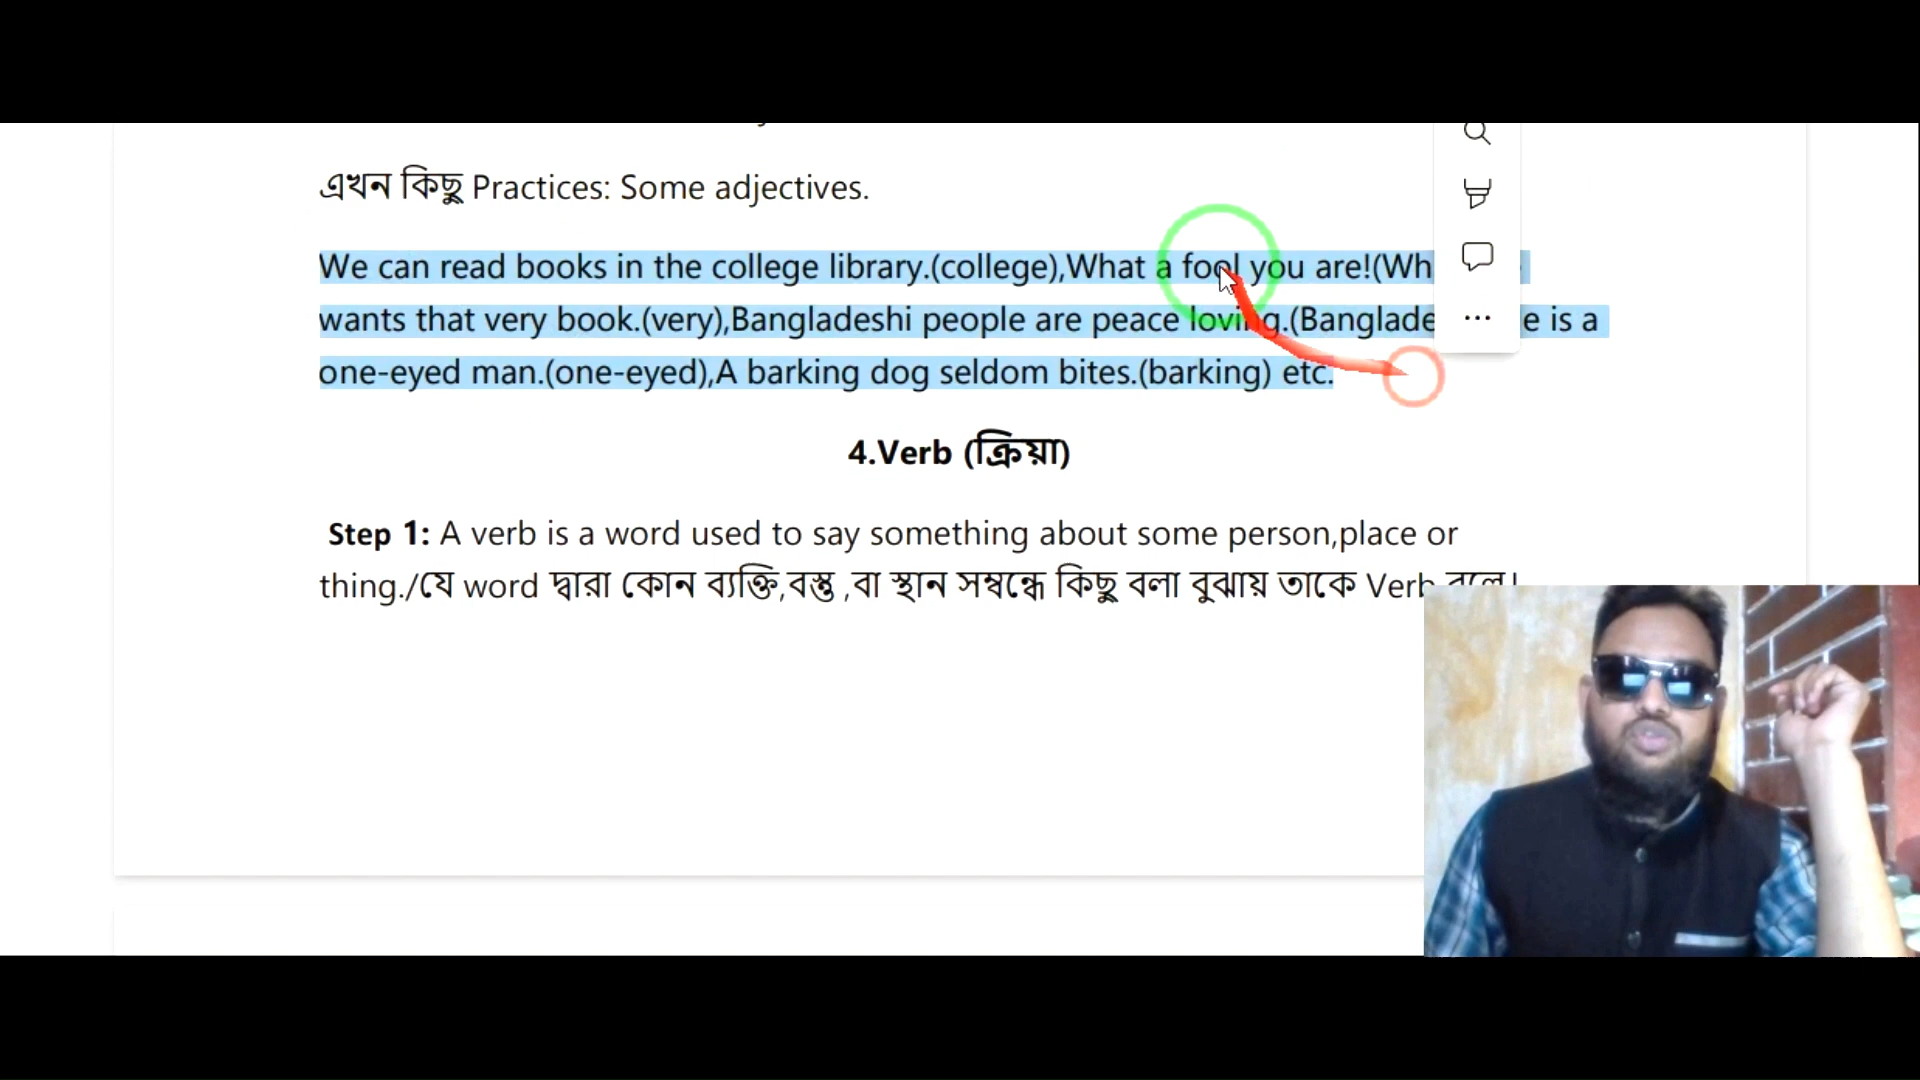 এখন কিছু Practices: Some adjectives.
We can read books in the college library.(college),What a fool you are!(Wh
wants that very book.(very),Bangladeshi people are peace loving.(Banglade e is a
one-eyed man.(one-eyed),A barking dog seldom bites.(barking) etc.
4.Verb (ক্রিয়া)
Step 1: A verb is a word used to say something about some person,place or
thing./যে word দ্বারা কোন ব্যক্তি,বস্তু ,বা স্থান সম্বন্ধে কিছু বলা বুঝায় তাকে Verb বলে।